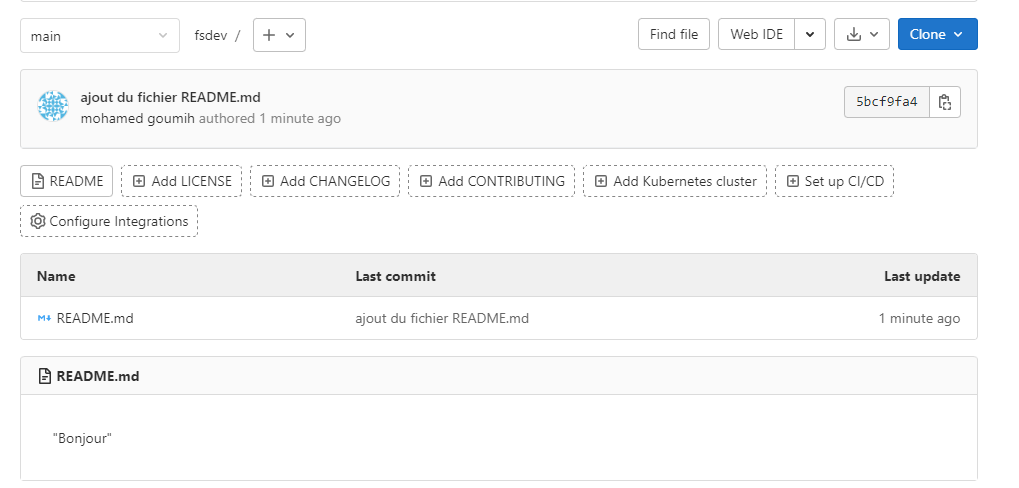 main fsdev / + Find file Web IDE Clone
ajout du fichier README.md
mohamed goumih authored 1 minute ago 5bcf9fa4
README Add LICENSE Add CHANGELOG Add CONTRIBUTING Add Kubernetes cluster Set up CI/CD
Configure Integrations
Name Last commit Last update
README.md ajout du fichier README.md 1 minute ago
README.md
"Bonjour"